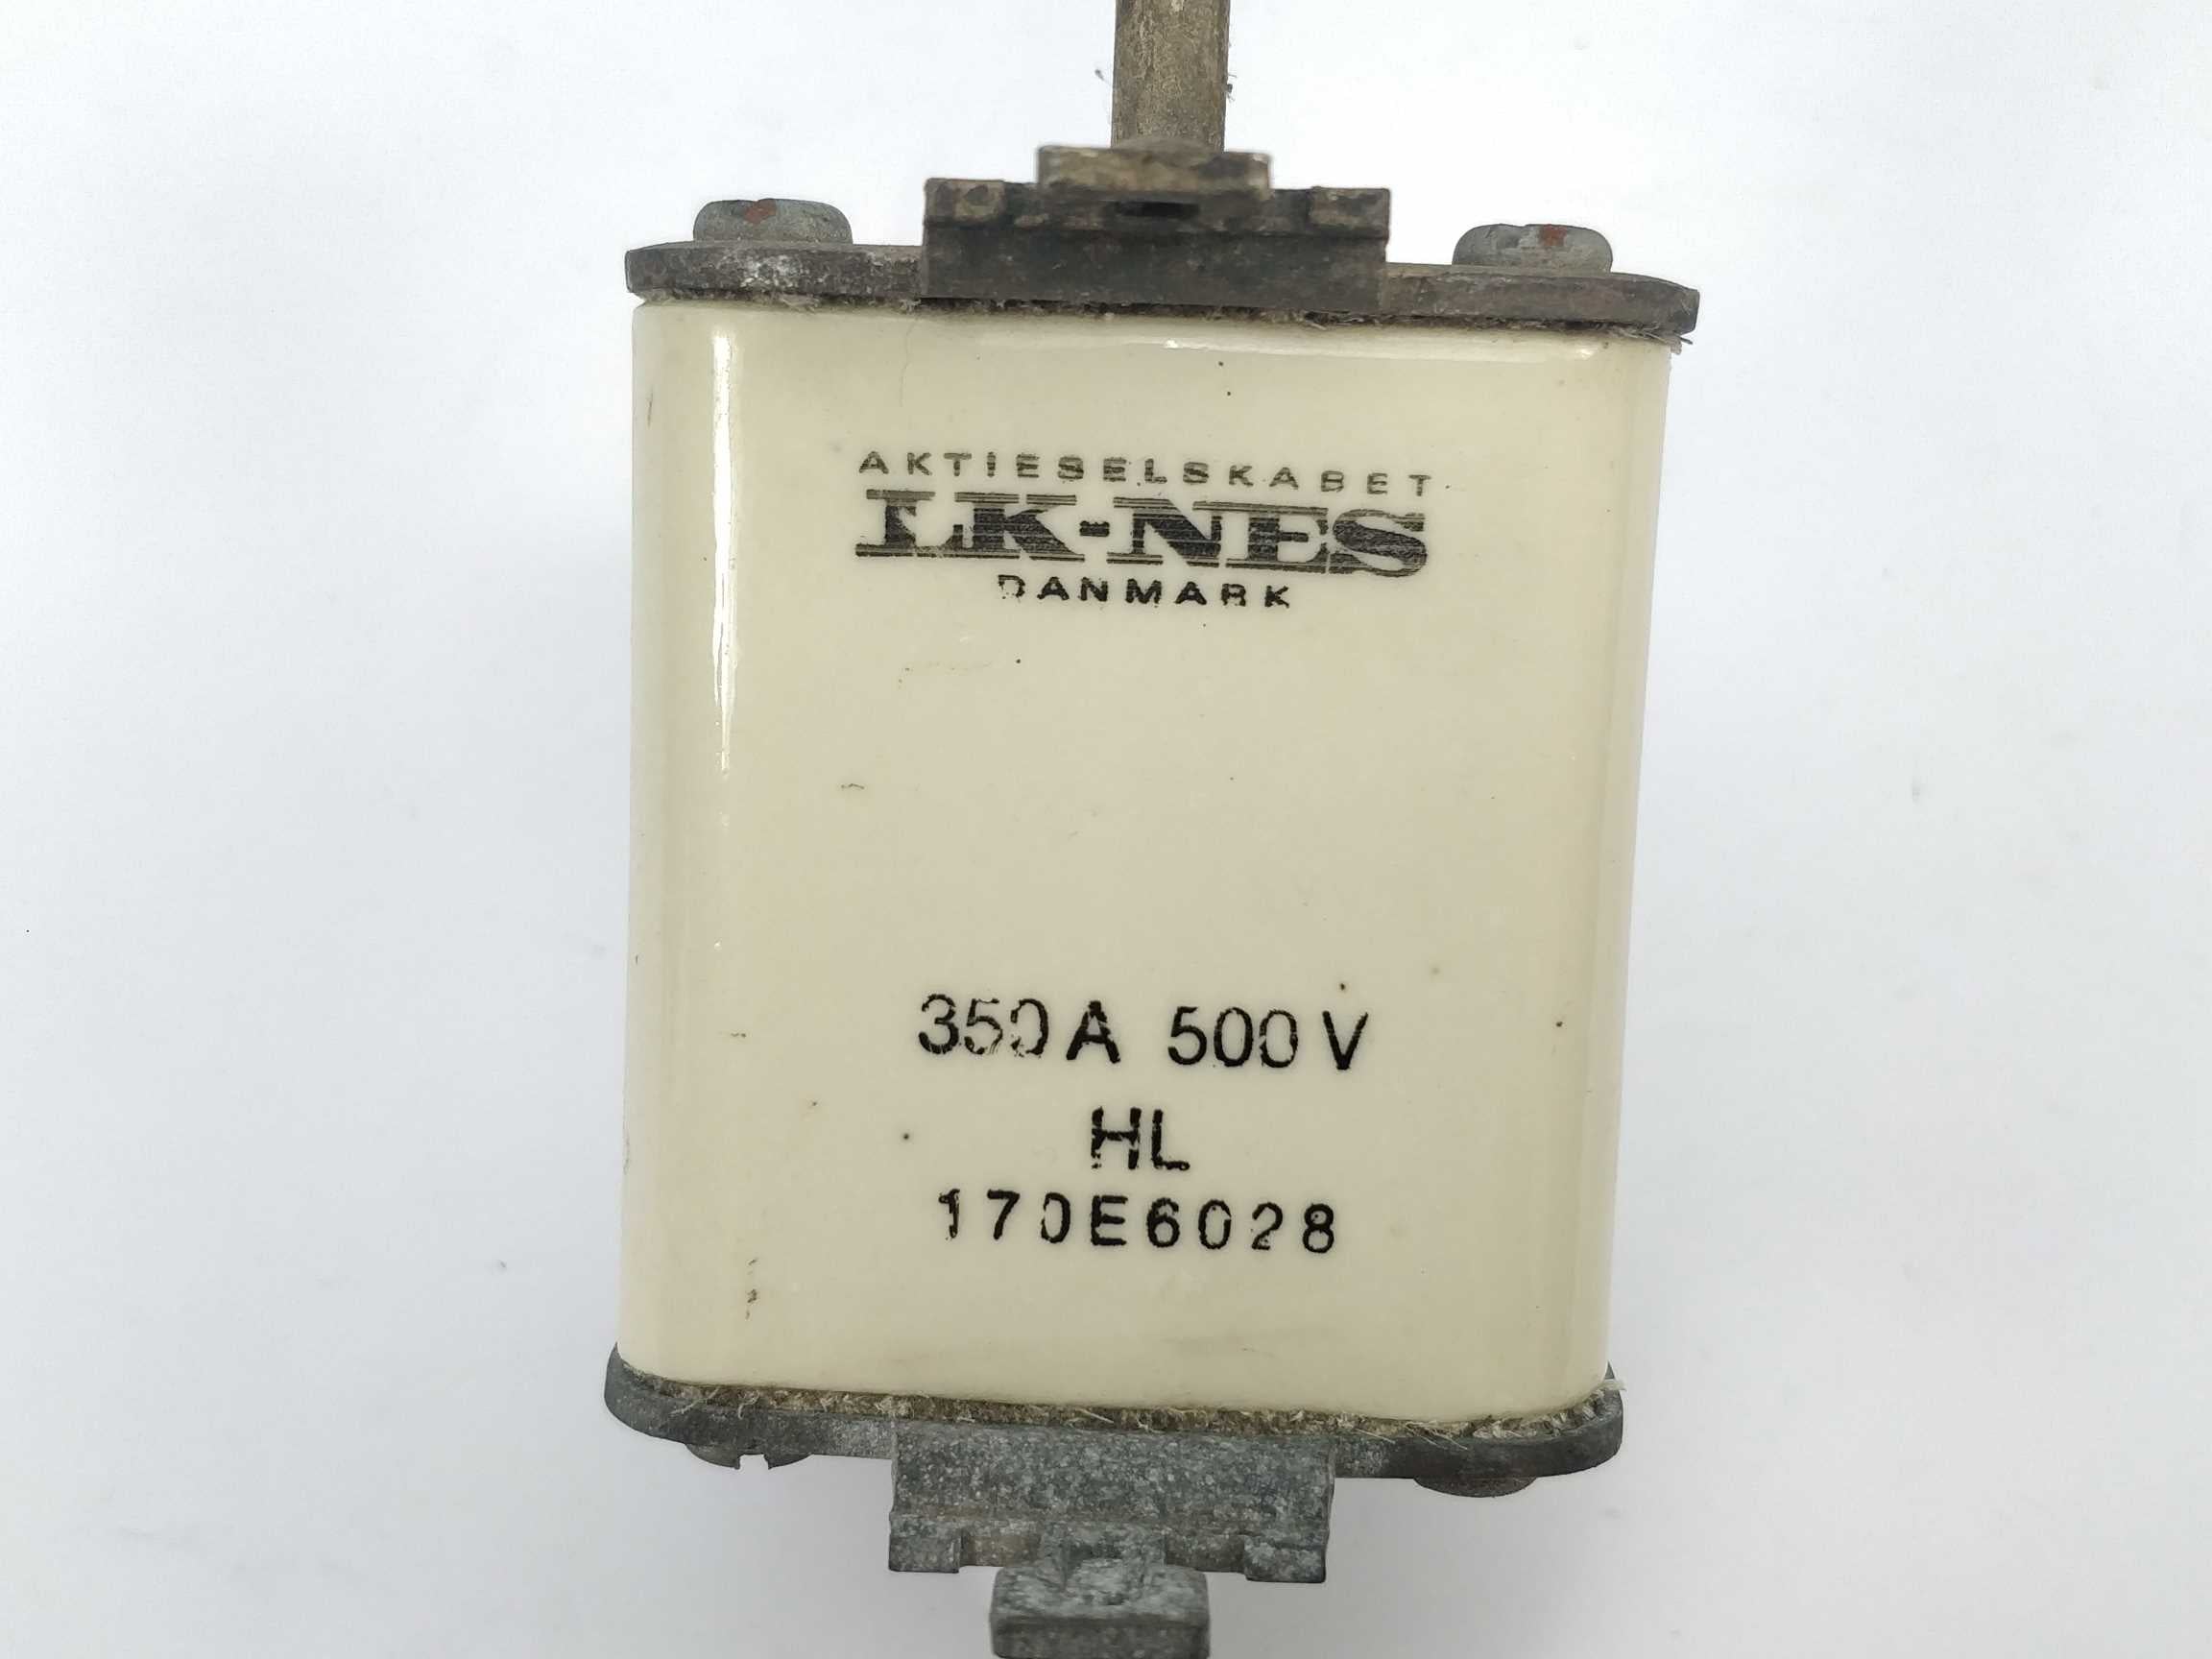 AKTIESELSKABET
LK-NES
DANMARK
350A 500V
HL
170E6028